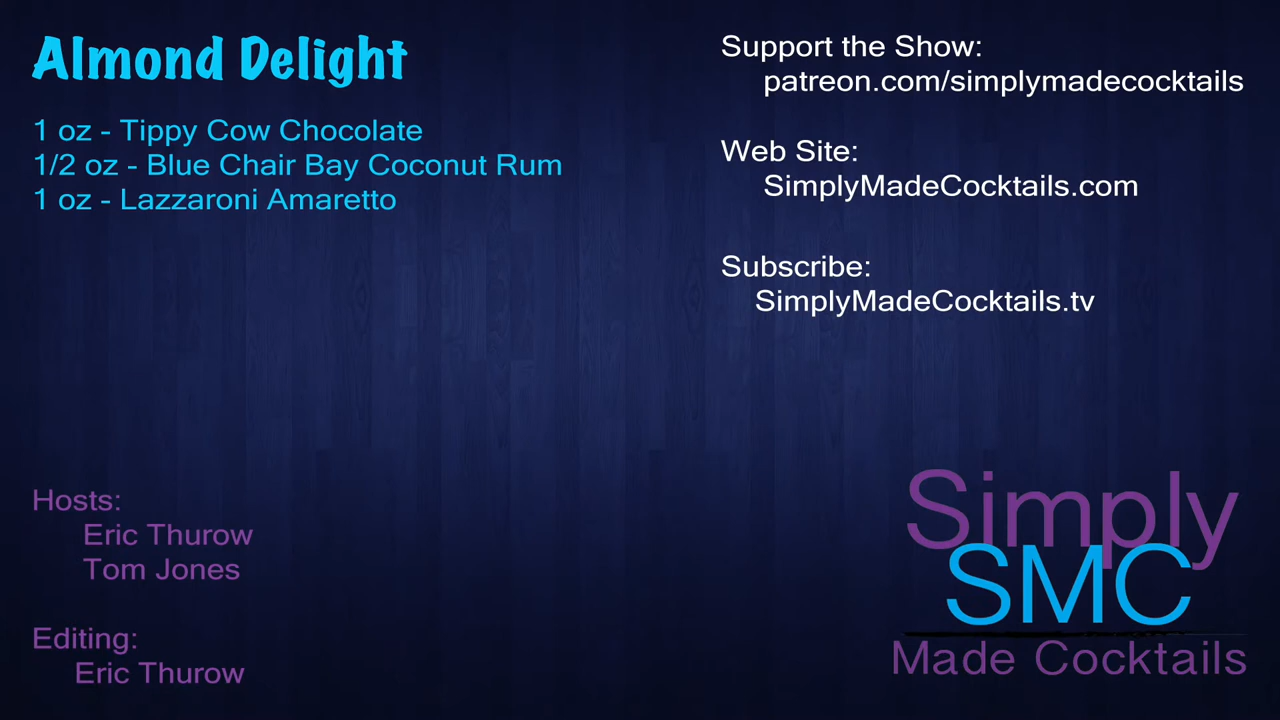 Almond Delight
1 oz - Tippy Cow Chocolate
1/2 oz - Blue Chair Bay Coconut Rum
1 oz - Lazzaroni Amaretto
Support the Show:
patreon.com/simplymadecocktails
Web Site:
SimplyMadeCocktails.com
Subscribe:
SimplyMadeCocktails.tv
Hosts:
Eric Thurow
Tom Jones
Editing:
Eric Thurow
Simply
SMC
Made Cocktails